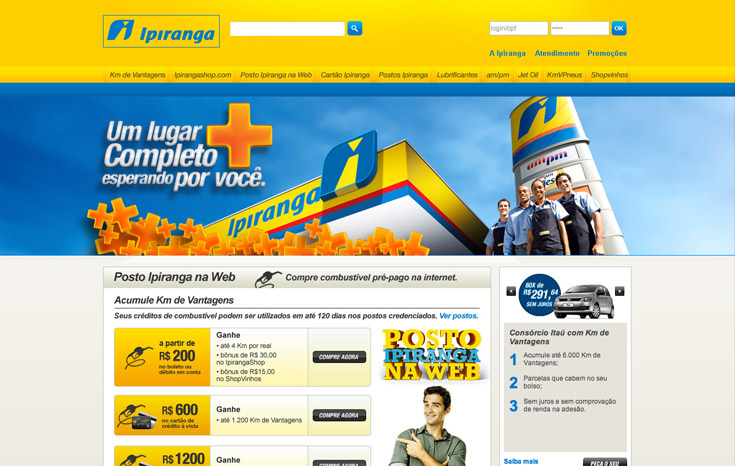 Ipiranga
login/cpf
OK
A Ipiranga Atendimento Promoções
Km de Vantagens Ipirangashop.com Posto Ipiranga na Web Cartão Ipiranga Postos Ipiranga Lubrificantes am/pm Jet Oil KmVPneus Shopvinhos
Um lugar
Completo
esperando por você.
Ipiranga
am/pm
Posto Ipiranga na Web
Compre combustível pré-pago na internet.
Acumule Km de Vantagens
Seus créditos de combustível podem ser utilizados em até 120 dias nos postos credenciados. Ver postos.
a partir de
R$ 200
no boleto ou
débito em conta
Ganhe
• até 4 Km por real
• bônus de R$ 30,00
no IpirangaShop
• bônus de R$15,00
no ShopVinhos
COMPRE AGORA
POSTO
IPIRANGA
NA WEB
R$ 600
no cartão de
crédito à vista
Ganhe
• até 1.200 Km de Vantagens
COMPRE AGORA
R$ 1200
Ganhe
COMPRE AGORA
80X DE
R$ 291,64
SEM JUROS
Consórcio Itaú com Km de
Vantagens
1 Acumule até 6.000 Km de
Vantagens;
2 Parcelas que cabem no seu
bolso;
3 Sem juros e sem comprovação
de renda na adesão.
Saiba mais
PEÇA O SEU